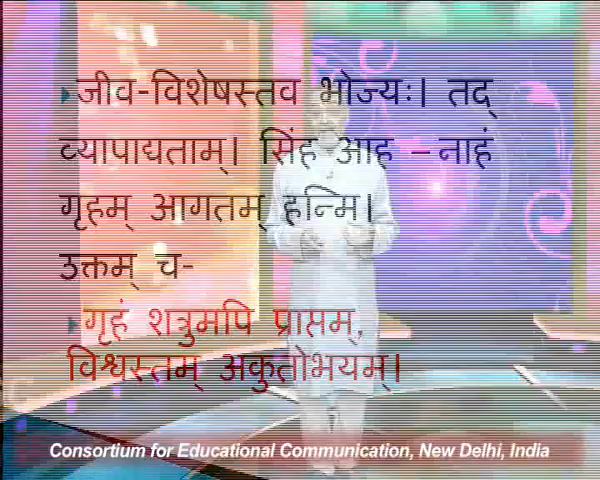 जीव-विशेषस्तव भोज्यः। तद्
व्यापाद्यताम्। सिंह आह – नाहं
गृहम् आगतम् हन्मि।
उक्तम् च-
गृहं शत्रुमपि प्राप्तम्,
विश्वस्तम् अकुतोभयम्।
Consortium for Educational Communication, New Delhi, India